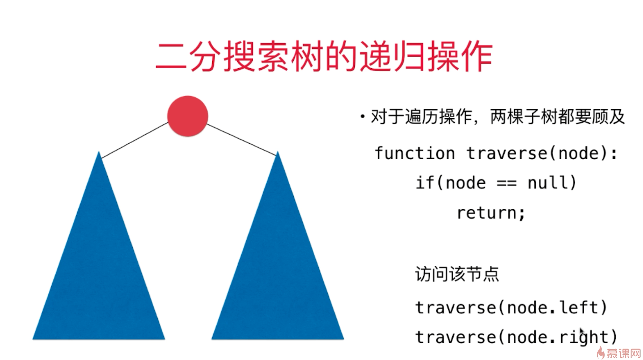 二分搜索树的递归操作
• 对于遍历操作，两棵子树都要顾及
function traverse(node):
if(node == null)
return;
访问该节点
traverse(node.left)
traverse(node.right)
慕课网